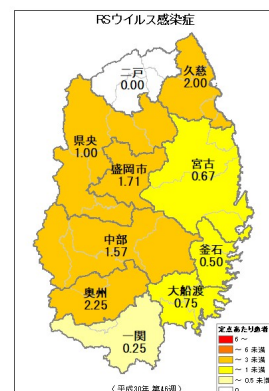 RSウイルス感染症
二戸
0.00
久慈
2.00
県央
1.00
盛岡市
1.71
宮古
0.67
中部
1.57
釜石
0.50
奥州
2.25
大船渡
0.75
一関
0.25
定点あたり患者
6 ～
～ 6 未満
～ 3 未満
～ 1 未満
～ 0.5 未満
0
( 平成30年 第46週)